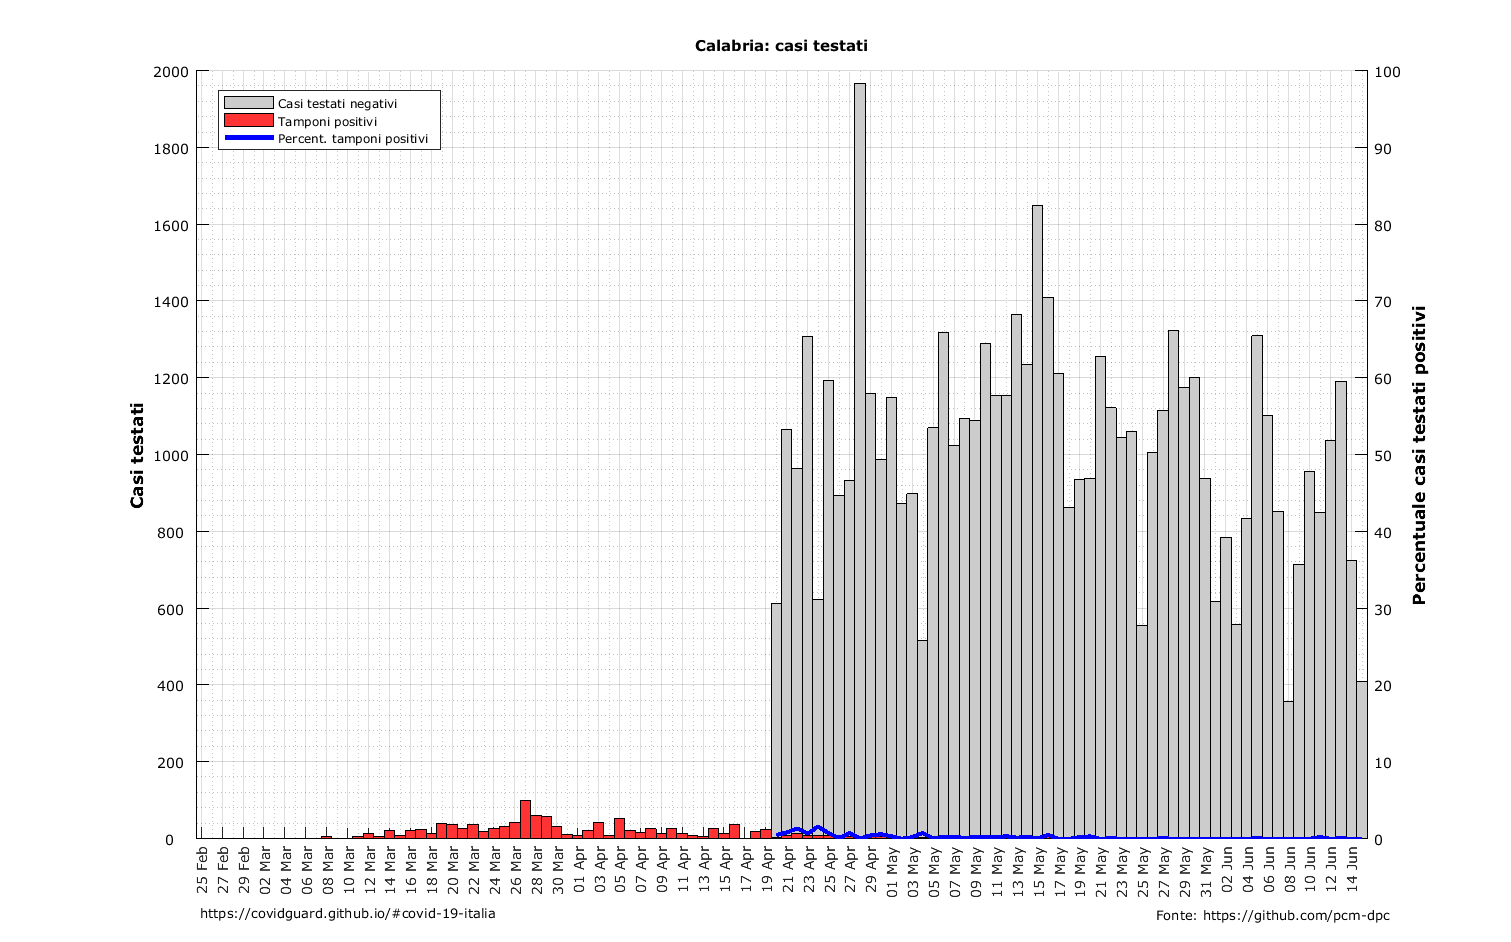 Calabria: casi testati
Casi testati negativi
Tamponi positivi
Percent. tamponi positivi
Casi testati
2000
1800
1600
1400
1200
1000
800
600
400
200
0
100
90
80
70
60
50
40
30
20
10
0
Percentuale casi testati positivi
25 Feb
27 Feb
29 Feb
02 Mar
04 Mar
06 Mar
08 Mar
10 Mar
12 Mar
14 Mar
16 Mar
18 Mar
20 Mar
22 Mar
24 Mar
26 Mar
28 Mar
30 Mar
01 Apr
03 Apr
05 Apr
07 Apr
09 Apr
11 Apr
13 Apr
15 Apr
17 Apr
19 Apr
21 Apr
23 Apr
25 Apr
27 Apr
29 Apr
01 May
03 May
05 May
07 May
09 May
11 May
13 May
15 May
17 May
19 May
21 May
23 May
25 May
27 May
29 May
31 May
02 Jun
04 Jun
06 Jun
08 Jun
10 Jun
12 Jun
14 Jun
https://covidguard.github.io/#covid-19-italia
Fonte: https://github.com/pcm-dpc